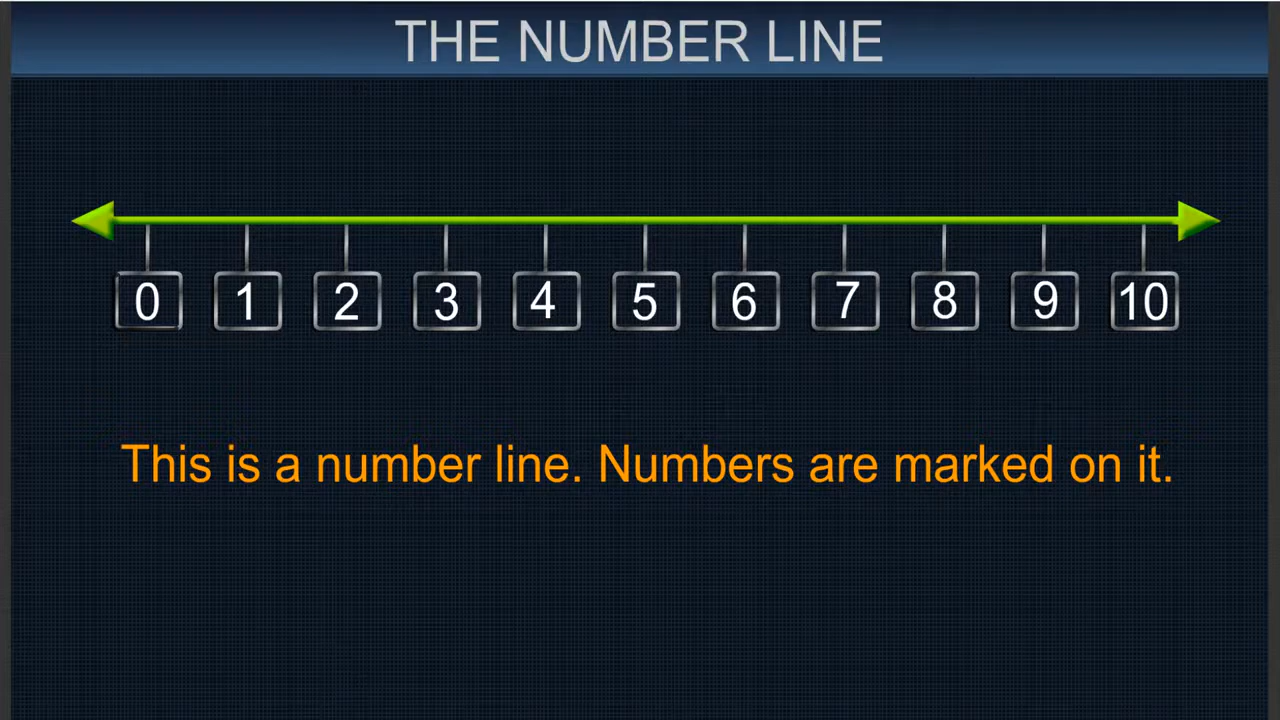 THE NUMBER LINE
0 1 2 3 4 5 6 7 8 9 10
This is a number line. Numbers are marked on it.